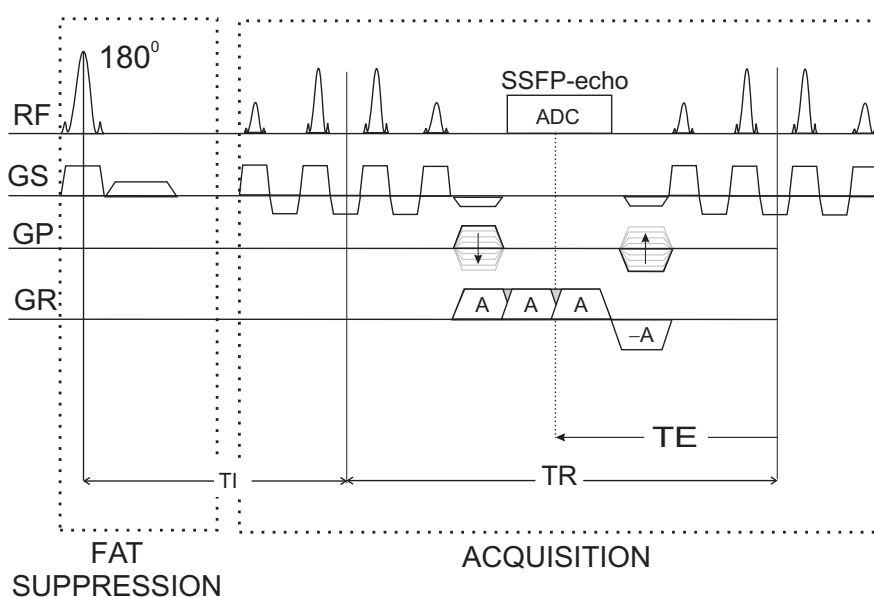 180⁰
SSFP-echo
RF
ADC
GS
GP
GR
A
A
A
–A
TE
TI
TR
FAT
SUPPRESSION
ACQUISITION